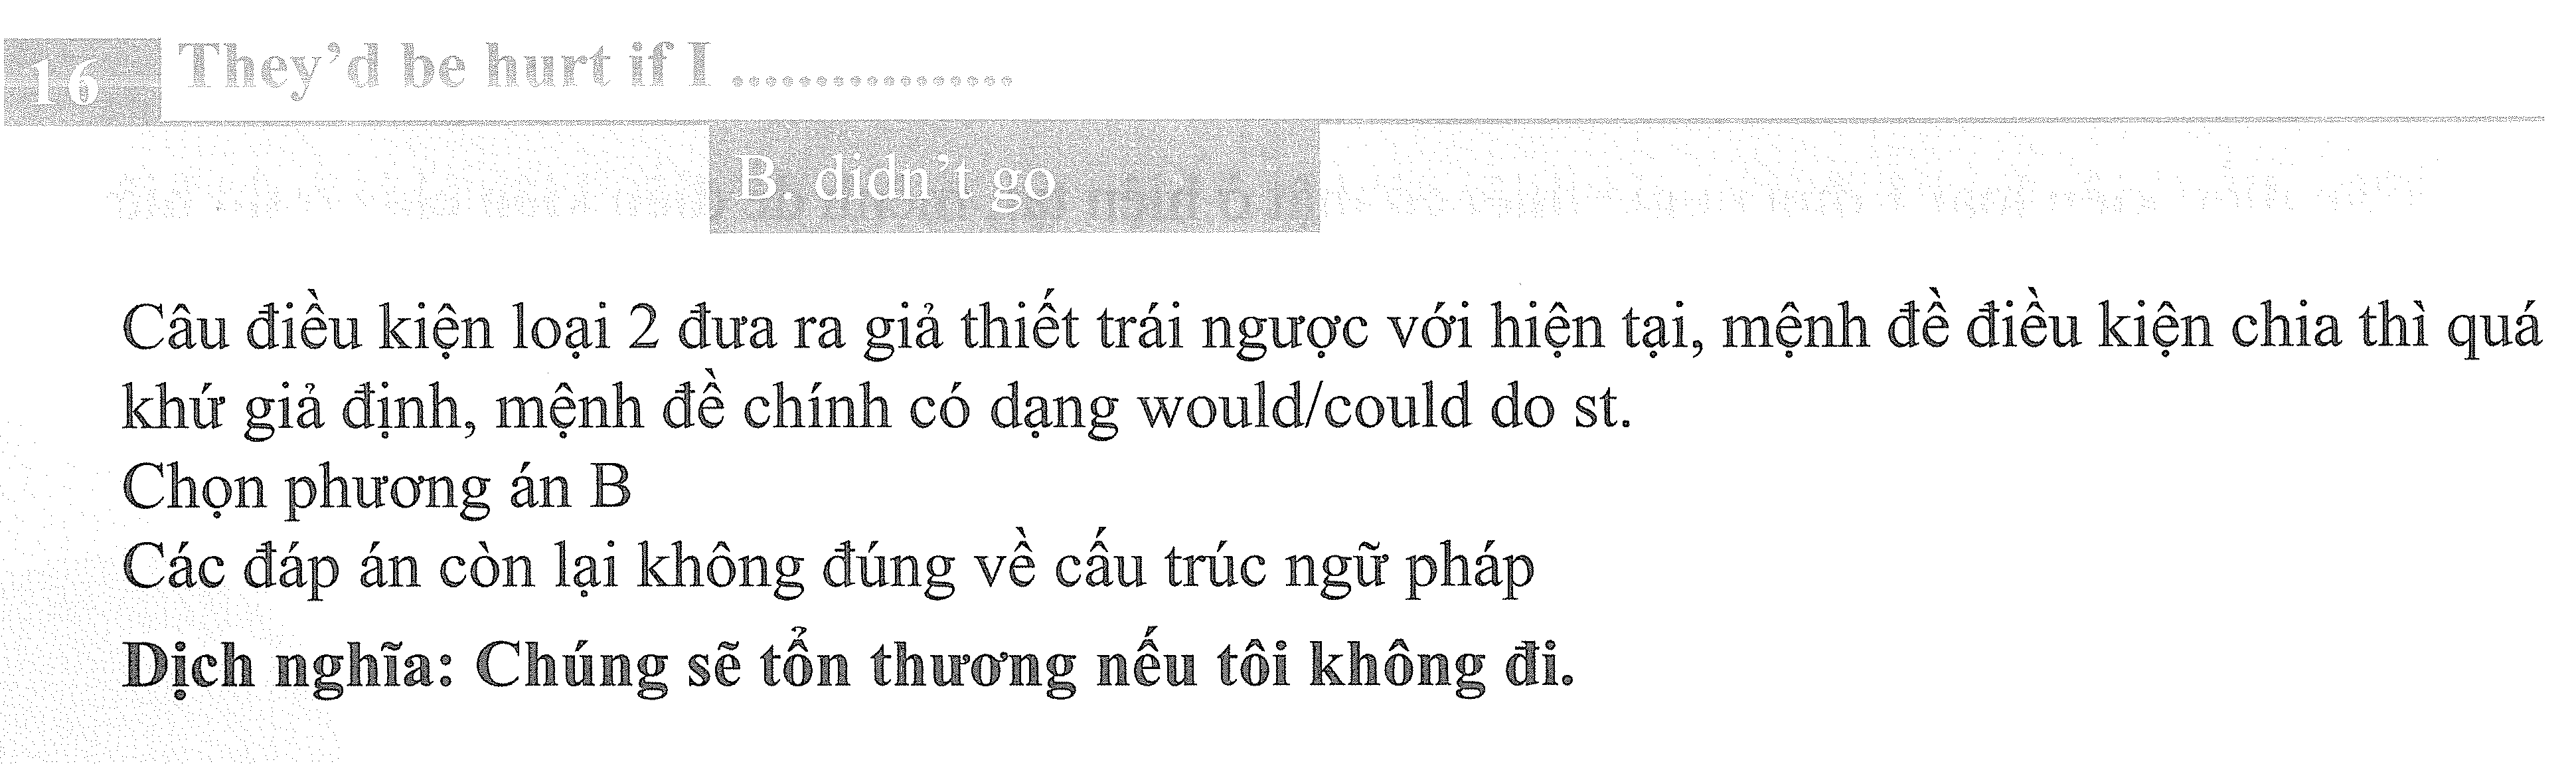 16 They'd be hurt if I .................
B. didn't go
Câu điều kiện loại 2 đưa ra giả thiết trái ngược với hiện tại, mệnh đề điều kiện chia thì quá
khứ giả định, mệnh đề chính có dạng would/could do st.
Chọn phương án B
Các đáp án còn lại không đúng về cấu trúc ngữ pháp
Dịch nghĩa: Chúng sẽ tổn thương nếu tôi không đi.